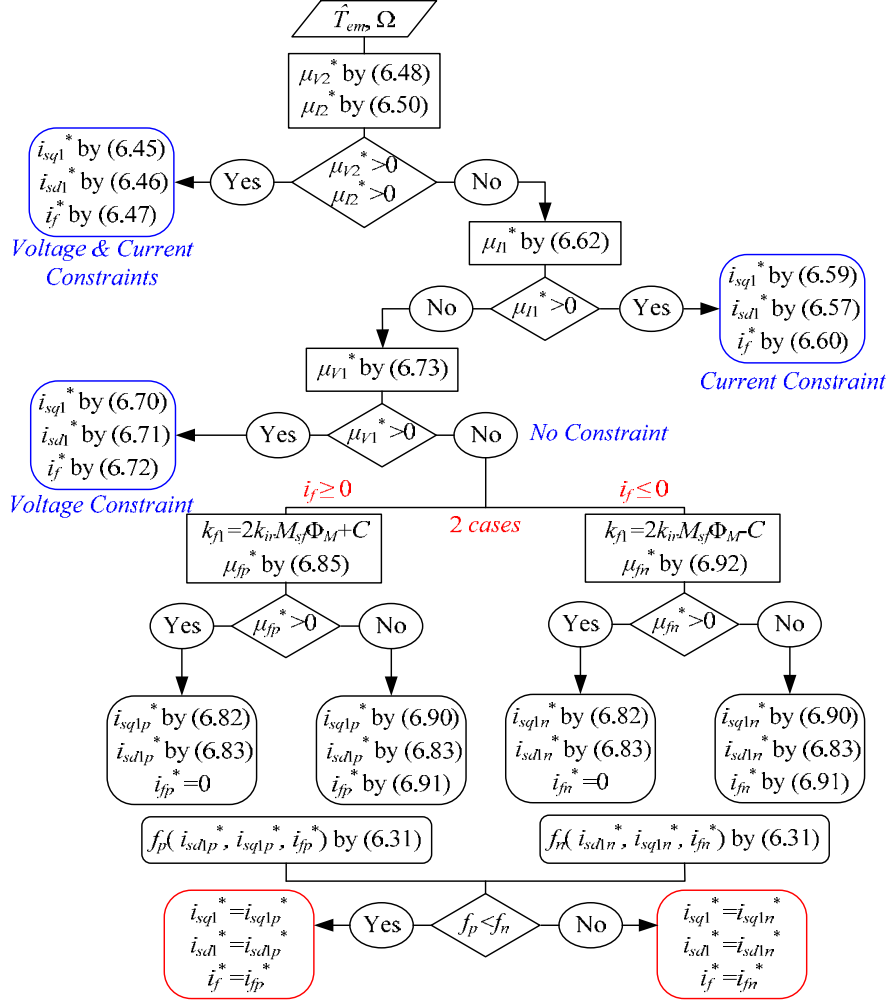 T̂em, Ω
μV2* by (6.48)
μI2* by (6.50)
μV2*>0
μI2*>0
Yes
No
isq1* by (6.45)
isd1* by (6.46)
if* by (6.47)
Voltage & Current
Constraints
μI1* by (6.62)
μI1*>0
No
Yes
isq1* by (6.59)
isd1* by (6.57)
if* by (6.60)
Current Constraint
μV1* by (6.73)
μV1*>0
Yes
No
No Constraint
isq1* by (6.70)
isd1* by (6.71)
if* by (6.72)
Voltage Constraint
if≥0
2 cases
if≤0
kf1=2kirMsfΦM+C
μfp* by (6.85)
kf1=2kirMsfΦM-C
μfn* by (6.92)
Yes
μfp*>0
No
Yes
μfn*>0
No
isq1p* by (6.82)
isd1p* by (6.83)
ifp*=0
isq1p* by (6.90)
isd1p* by (6.83)
ifp* by (6.91)
isq1n* by (6.82)
isd1n* by (6.83)
ifn*=0
isq1n* by (6.90)
isd1n* by (6.83)
ifn* by (6.91)
fp( isd1p*, isq1p*, ifp*) by (6.31)
fn( isd1n*, isq1n*, ifn*) by (6.31)
isq1*=isq1p*
isd1*=isd1p*
if*=ifp*
Yes
fp<fn
No
isq1*=isq1n*
isd1*=isd1n*
if*=ifn*